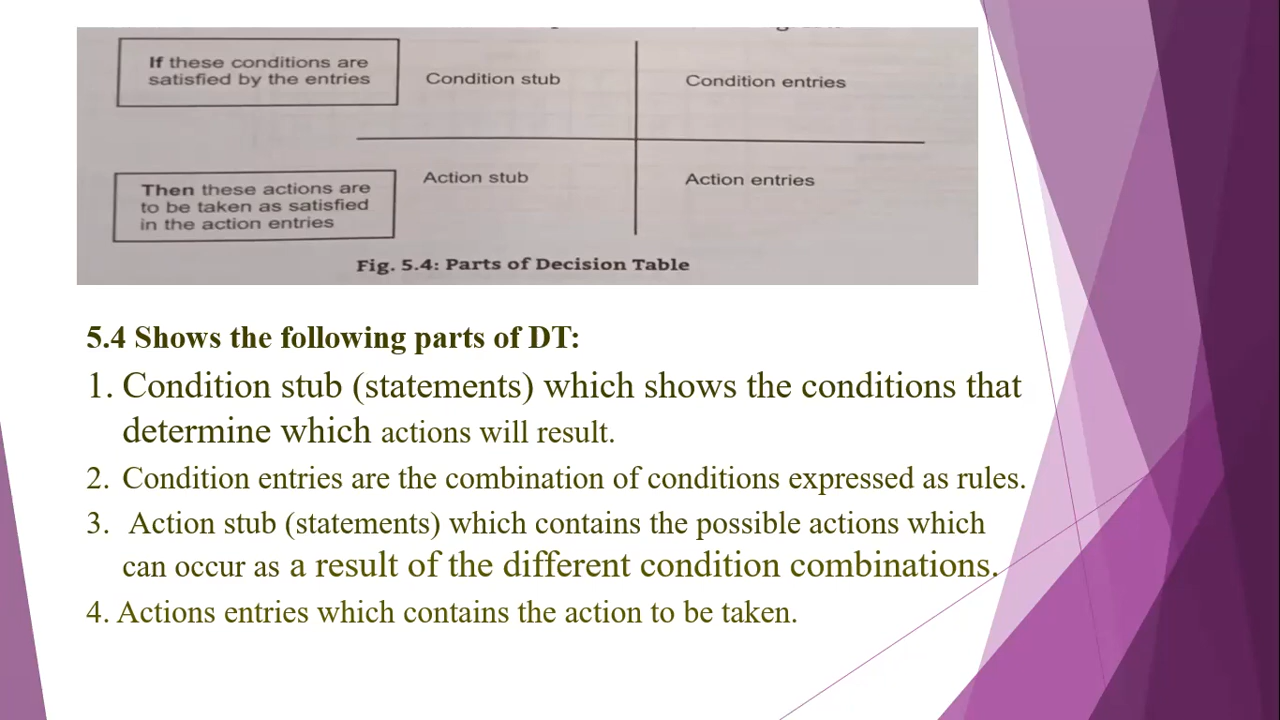 If these conditions are
satisfied by the entries
Condition stub
Condition entries
Then these actions are
to be taken as satisfied
in the action entries
Action stub
Action entries
Fig. 5.4: Parts of Decision Table
5.4 Shows the following parts of DT:
1. Condition stub (statements) which shows the conditions that
determine which actions will result.
2. Condition entries are the combination of conditions expressed as rules.
3. Action stub (statements) which contains the possible actions which
can occur as a result of the different condition combinations.
4. Actions entries which contains the action to be taken.